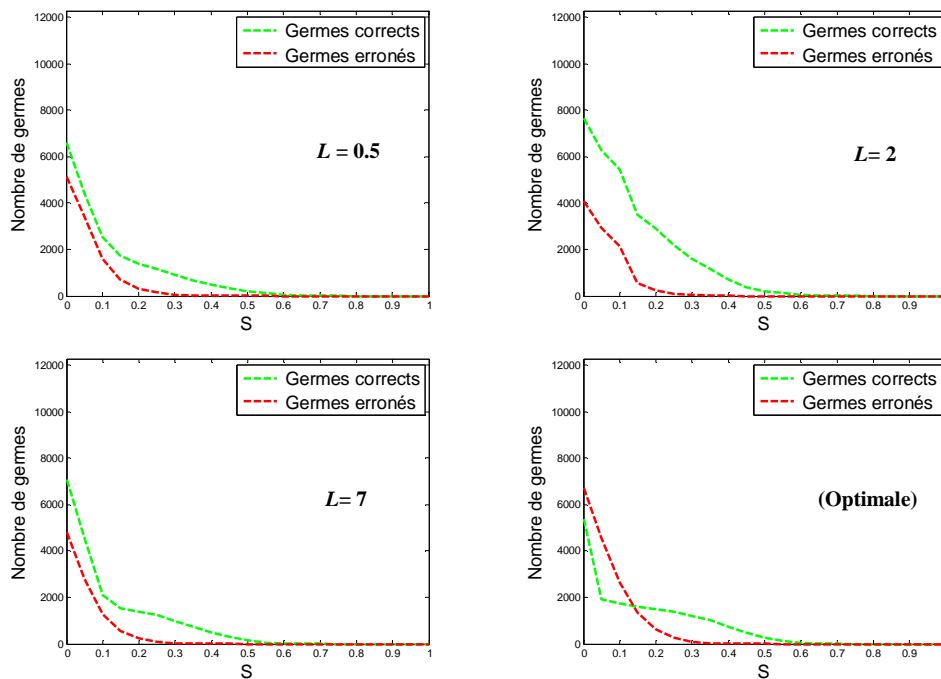 12000
10000
8000
6000
4000
2000
0
Nombre de germes
Germes corrects
Germes erronés
L = 0.5
0 0.1 0.2 0.3 0.4 0.5 0.6 0.7 0.8 0.9 1
S
12000
10000
8000
6000
4000
2000
0
Nombre de germes
Germes corrects
Germes erronés
L= 2
0 0.1 0.2 0.3 0.4 0.5 0.6 0.7 0.8 0.9
S
12000
10000
8000
6000
4000
2000
0
Nombre de germes
Germes corrects
Germes erronés
L= 7
0 0.1 0.2 0.3 0.4 0.5 0.6 0.7 0.8 0.9 1
S
12000
10000
8000
6000
4000
2000
0
Nombre de germes
Germes corrects
Germes erronés
(Optimale)
0 0.1 0.2 0.3 0.4 0.5 0.6 0.7 0.8 0.9
S